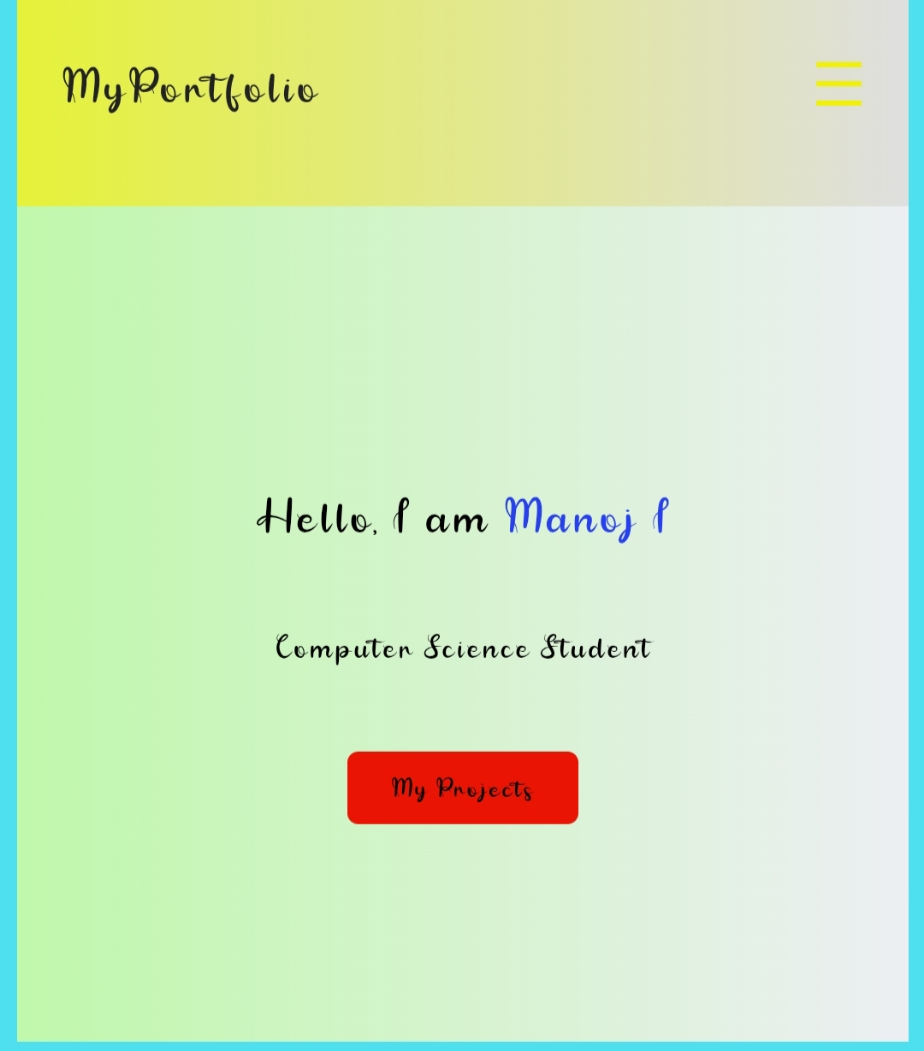 MyPortfolio
Hello, I am Manoj I
Computer Science Student
My Projects